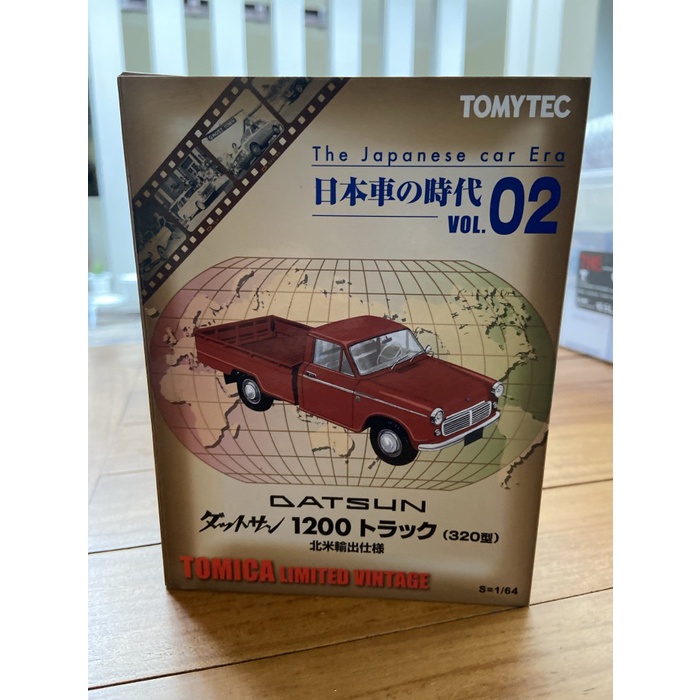 TOMYTEC
The Japanese car Era
日本車の時代
VOL.02
DATSUN
ダットサン 1200 トラック (320型)
北米輸出仕様
TOMICA LIMITED VINTAGE
S=1/64